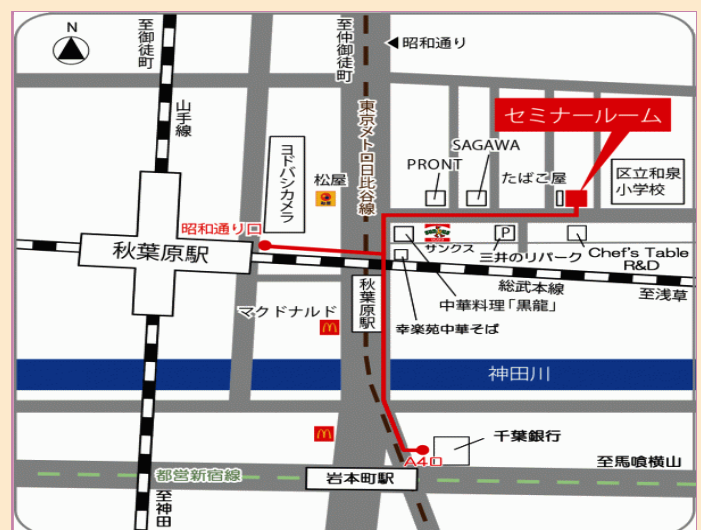 N
至御徒町
至仲御徒町
昭和通り
山手線
東京メトロ日比谷線
セミナールーム
SAGAWA
PRONT
たばこ屋
区立和泉
小学校
ヨドバシカメラ
松屋
昭和通り口
秋葉原駅
サンクス
P
三井のリパーク
Chef's Table
R&D
総武本線
至浅草
中華料理「黒龍」
幸楽苑中華そば
秋葉原駅
マクドナルド
神田川
千葉銀行
A4口
至馬喰横山
都営新宿線
岩本町駅
至神田